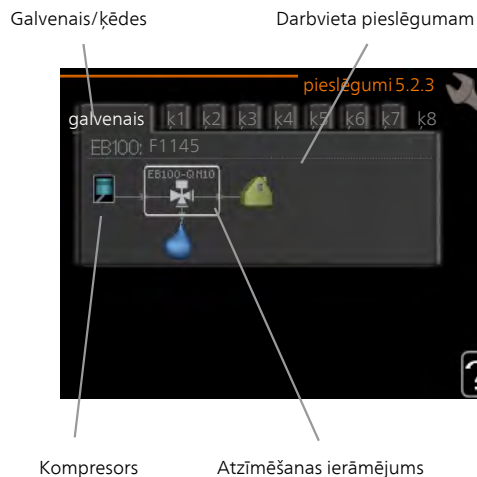 Galvenais/ķēdes
Darbvieta pieslēgumam
pieslēgumi 5.2.3
galvenais ķ1 ķ2 ķ3 ķ4 ķ5 ķ6 ķ7 ķ8
EB100: F1145
EB100-QN10
?
Kompresors
Atzīmēšanas ierāmējums